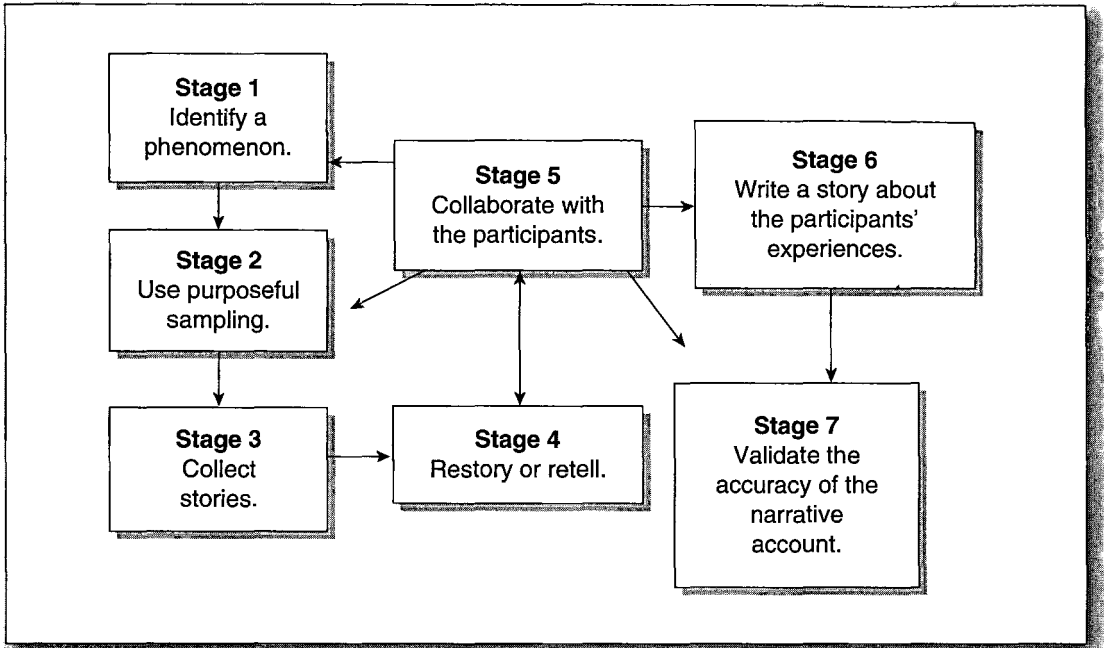 Stage 1
Identify a
phenomenon.
Stage 2
Use purposeful
sampling.
Stage 3
Collect
stories.
Stage 4
Restory or retell.
Stage 5
Collaborate with
the participants.
Stage 6
Write a story about
the participants'
experiences.
Stage 7
Validate the
accuracy of the
narrative
account.